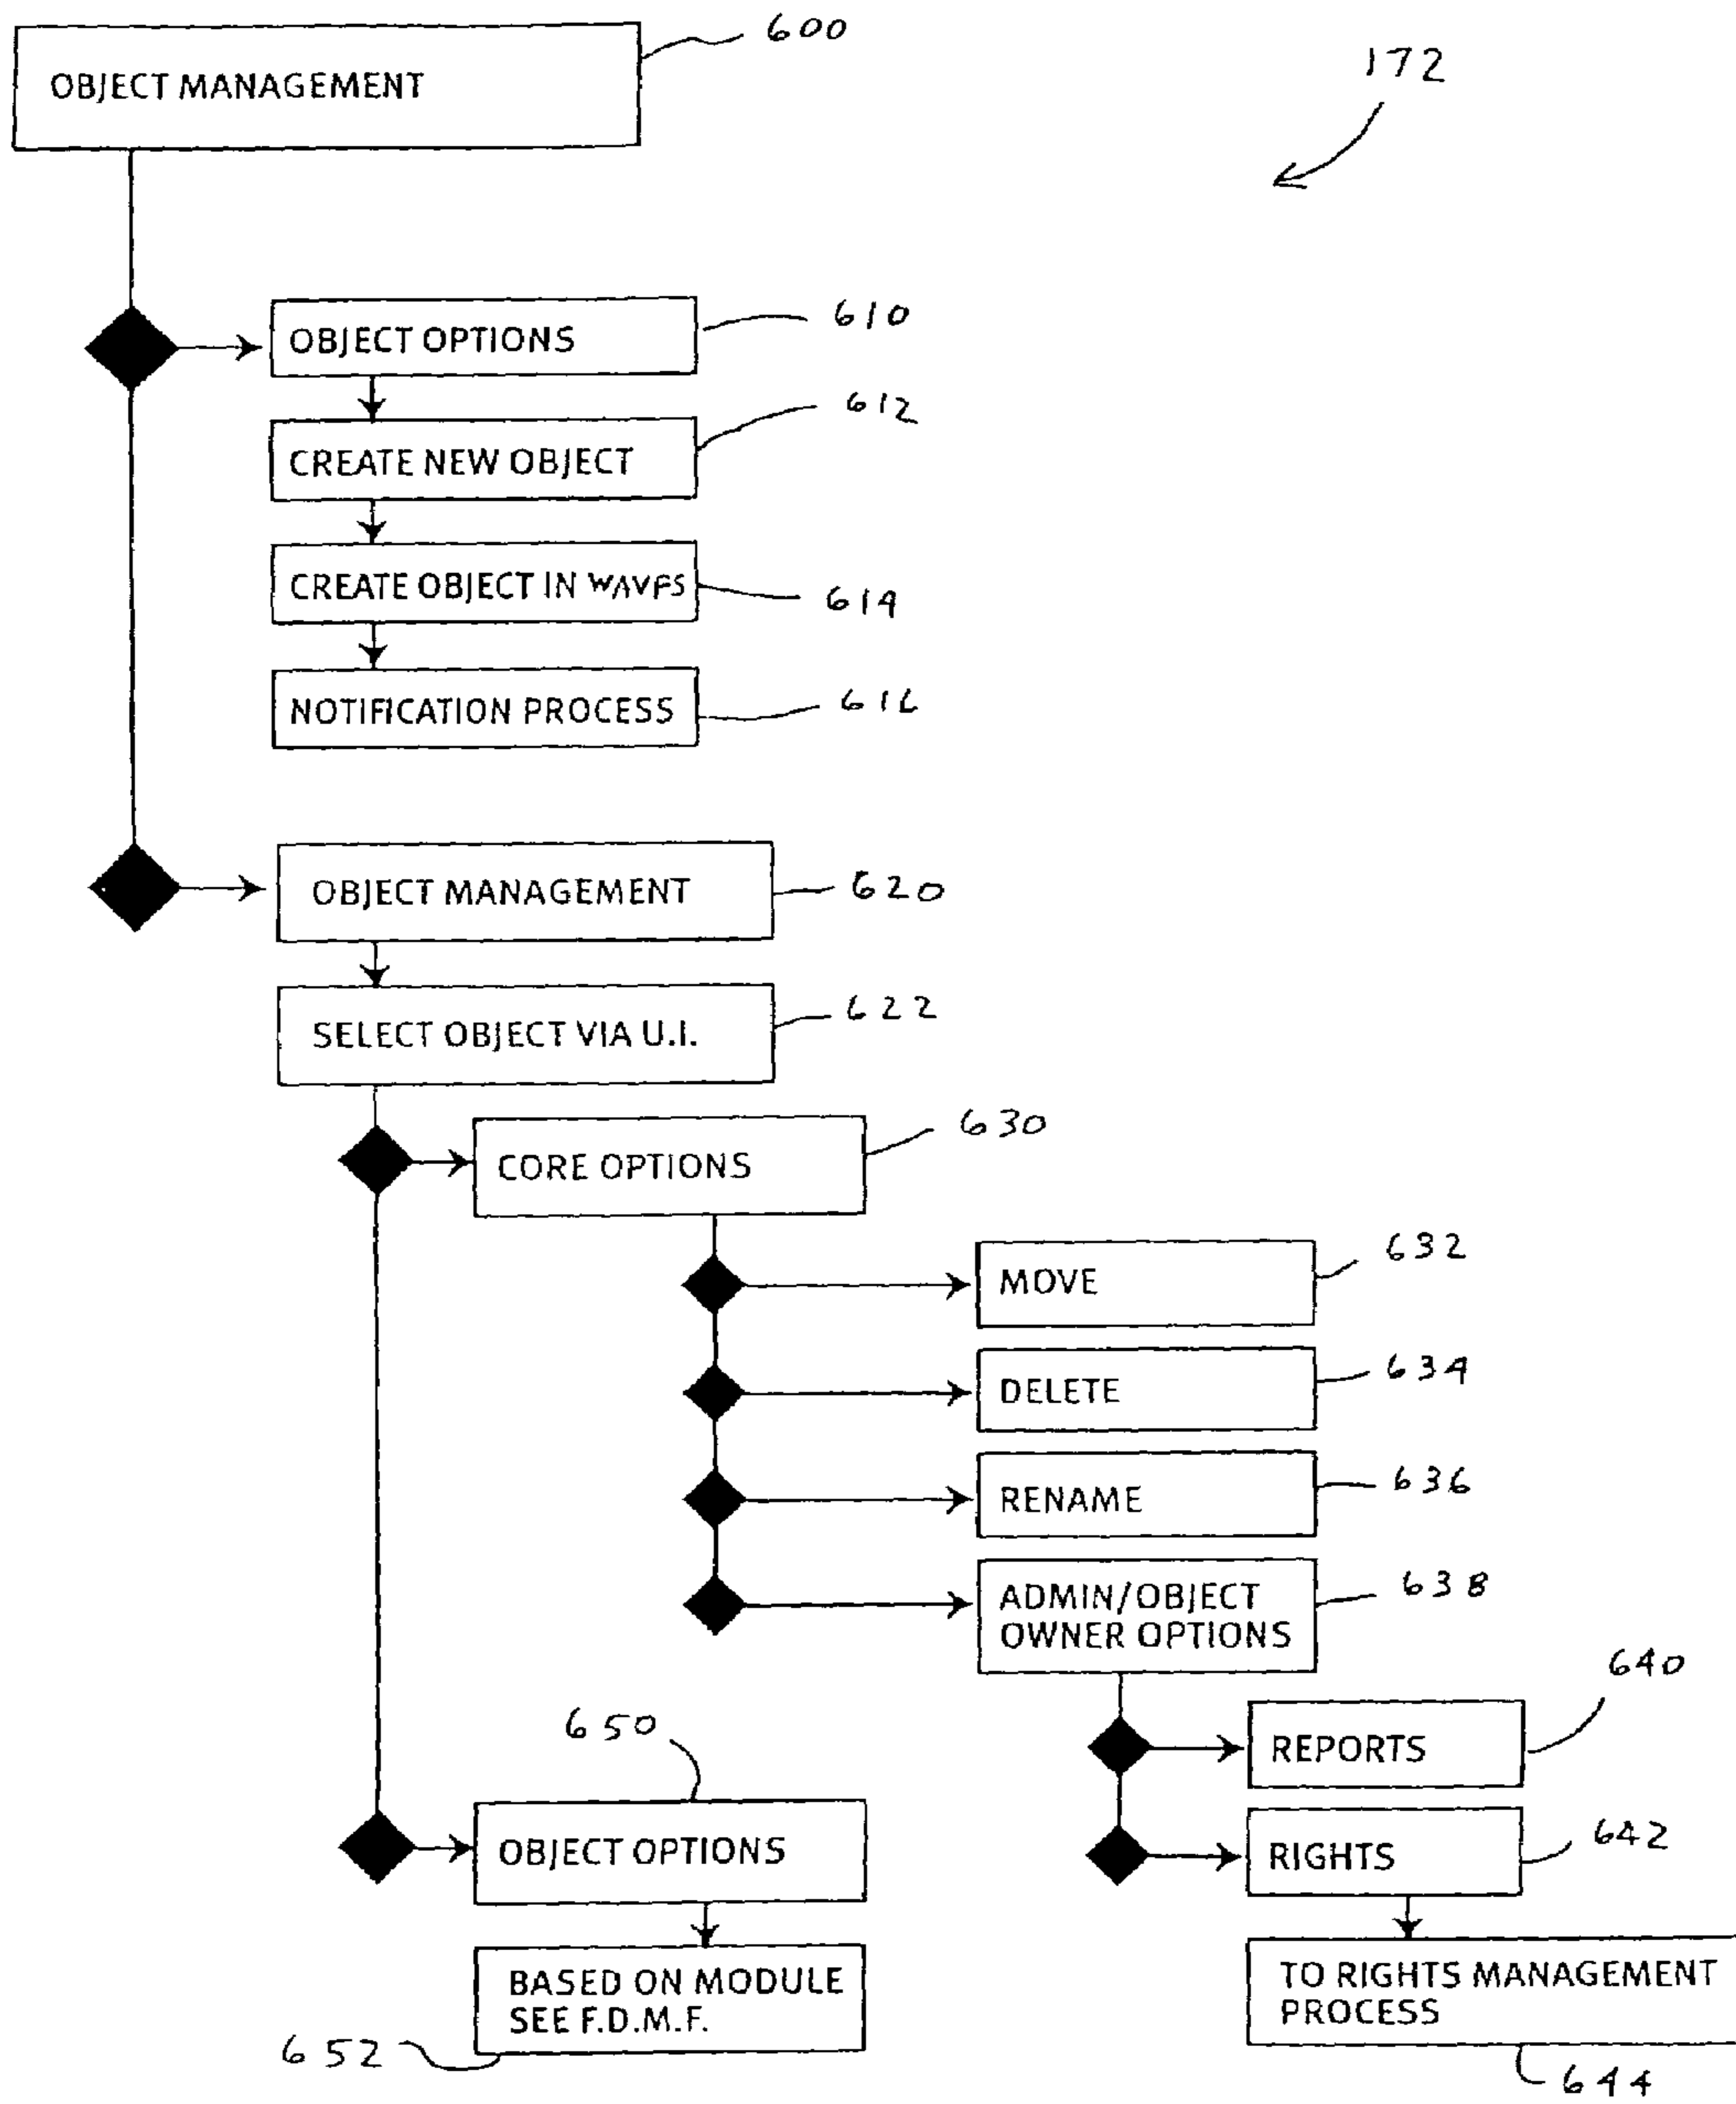 600
OBJECT MANAGEMENT
172
OBJECT OPTIONS
610
CREATE NEW OBJECT
612
CREATE OBJECT IN WAVFS
614
NOTIFICATION PROCESS
616
OBJECT MANAGEMENT
620
SELECT OBJECT VIA U.I.
622
CORE OPTIONS
630
MOVE
632
DELETE
634
RENAME
636
ADMIN/OBJECT
OWNER OPTIONS
638
REPORTS
640
RIGHTS
642
TO RIGHTS MANAGEMENT
PROCESS
644
650
OBJECT OPTIONS
BASED ON MODULE
SEE F.D.M.F.
652